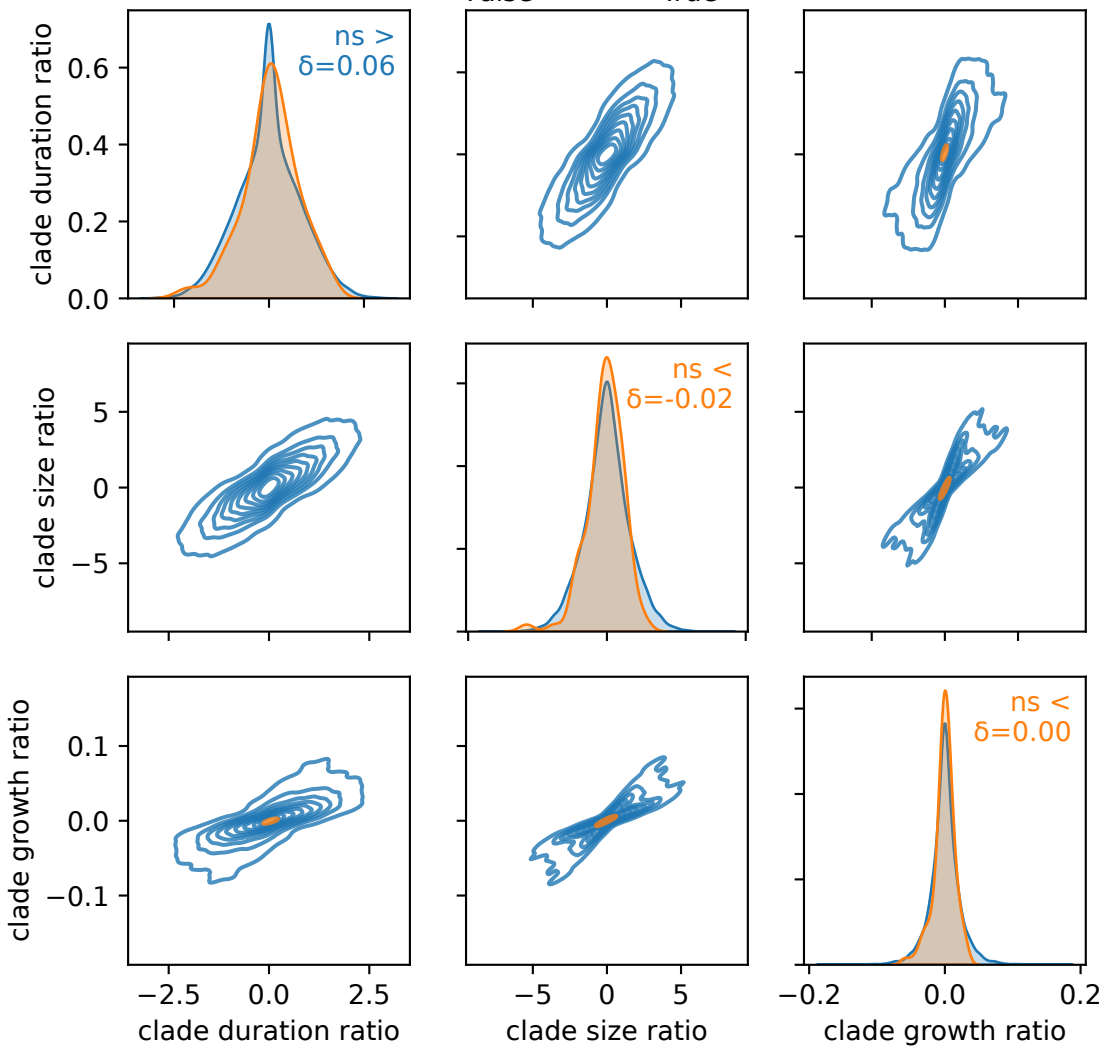 clade duration ratio
0.6
0.4
0.2
0.0
ns >
δ=0.06
clade size ratio
5
0
−5
ns <
δ=-0.02
clade growth ratio
0.1
0.0
−0.1
ns <
δ=0.00
−2.5 0.0 2.5
clade duration ratio
−5 0 5
clade size ratio
−0.2 0.0 0.2
clade growth ratio